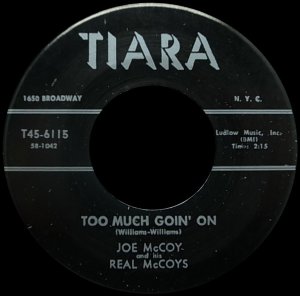 TIARA
1650 BROADWAY
N. Y. C.
T45-6115
58-1042
Ludlow Music, Inc.
(BMI)
Time: 2:15
TOO MUCH GOIN' ON
(Williams-Williams)
JOE McCOY
and his
REAL McCOYS